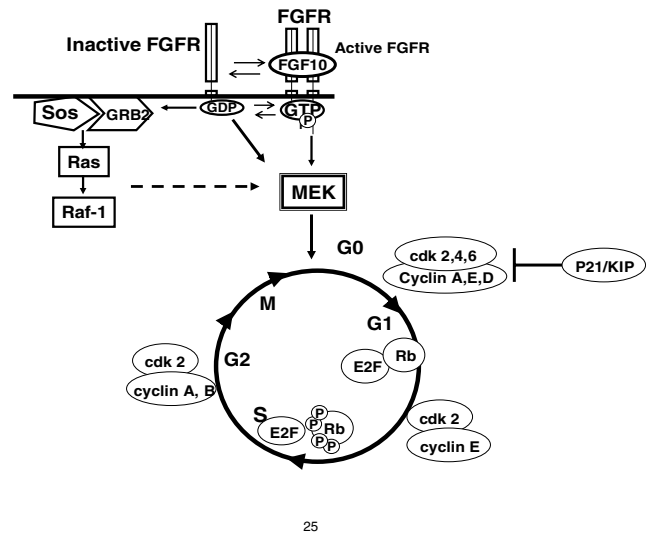 FGFR
Inactive FGFR
Active FGFR
FGF10
Sos
GRB2
GDP
GTP
P
Ras
MEK
Raf-1
G0
cdk 2,4,6
Cyclin A,E,D
P21/KIP
M
G1
G2
cdk 2
cyclin A, B
E2F
Rb
S
E2F
P
P
P
P
Rb
cdk 2
cyclin E
25